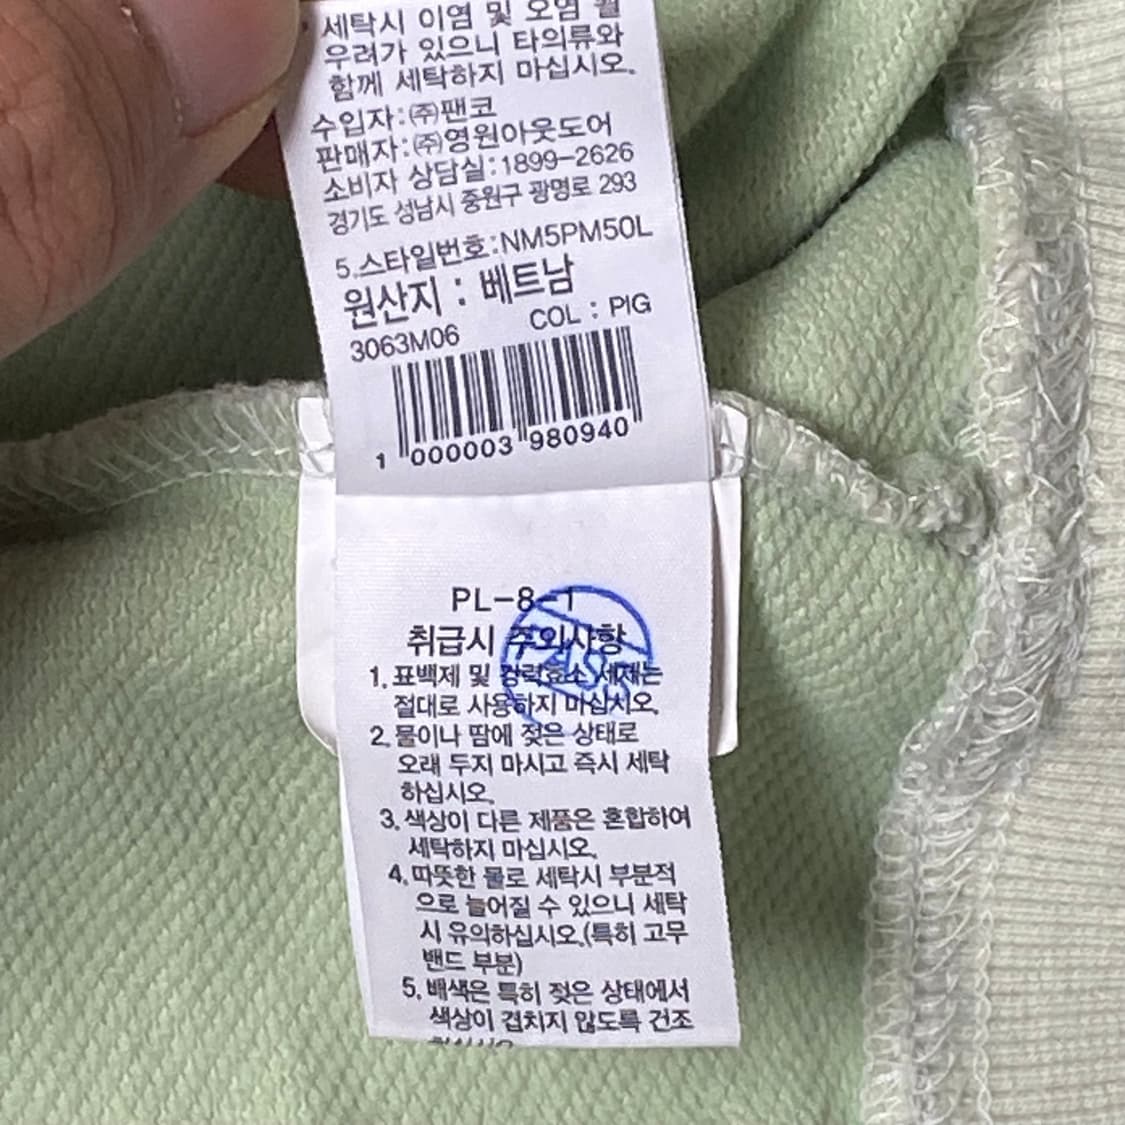 세탁시 이염 및 오염 될
우려가 있으니 타의류와
함께 세탁하지 마십시오.
수입자:㈜팬코
판매자:㈜영원아웃도어
소비자 상담실:1899-2626
경기도 성남시 중원구 광명로 293
5.스타일번호:NM5PM50L
원산지 : 베트남
3063M06 COL : PIG
1 000003 980940
PL-8-1
취급시 주의사항
1. 표백제 및 강력효소 세제는
절대로 사용하지 마십시오.
2. 물이나 땀에 젖은 상태로
오래 두지 마시고 즉시 세탁
하십시오.
3. 색상이 다른 제품은 혼합하여
세탁하지 마십시오.
4. 따뜻한 물로 세탁시 부분적
으로 늘어질 수 있으니 세탁
시 유의하십시오.(특히 고무
밴드 부분)
5. 배색은 특히 젖은 상태에서
색상이 겹치지 않도록 건조